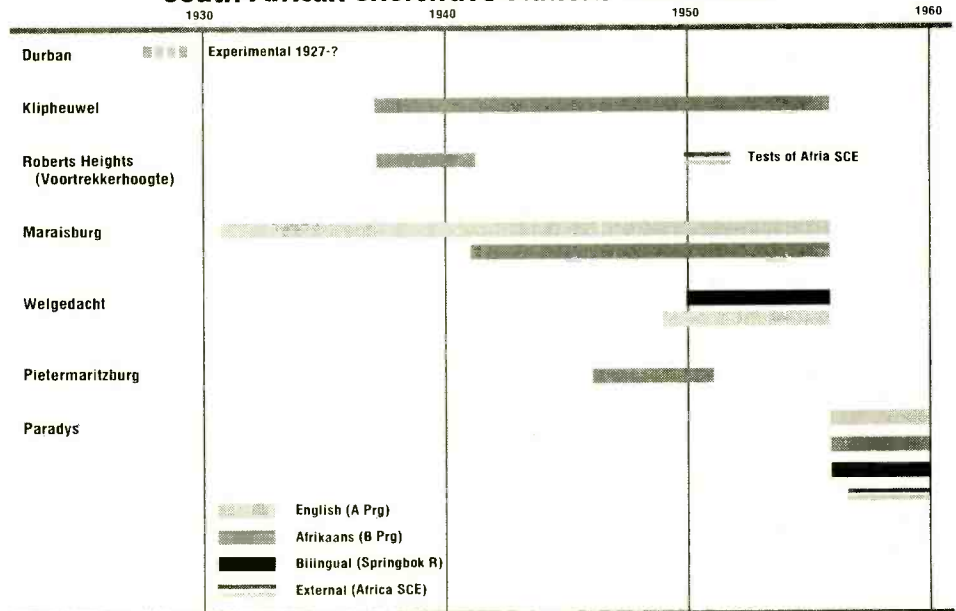 1930 1940 1950 1960
Durban Experimental 1927-?
Klipheuwel
Roberts Heights
(Voortrekkerhoogte)
Tests of Afria SCE
Maraisburg
Welgedacht
Pietermaritzburg
Paradys
English (A Prg)
Afrikaans (B Prg)
Biiingual (Springbok R)
External (Africa SCE)